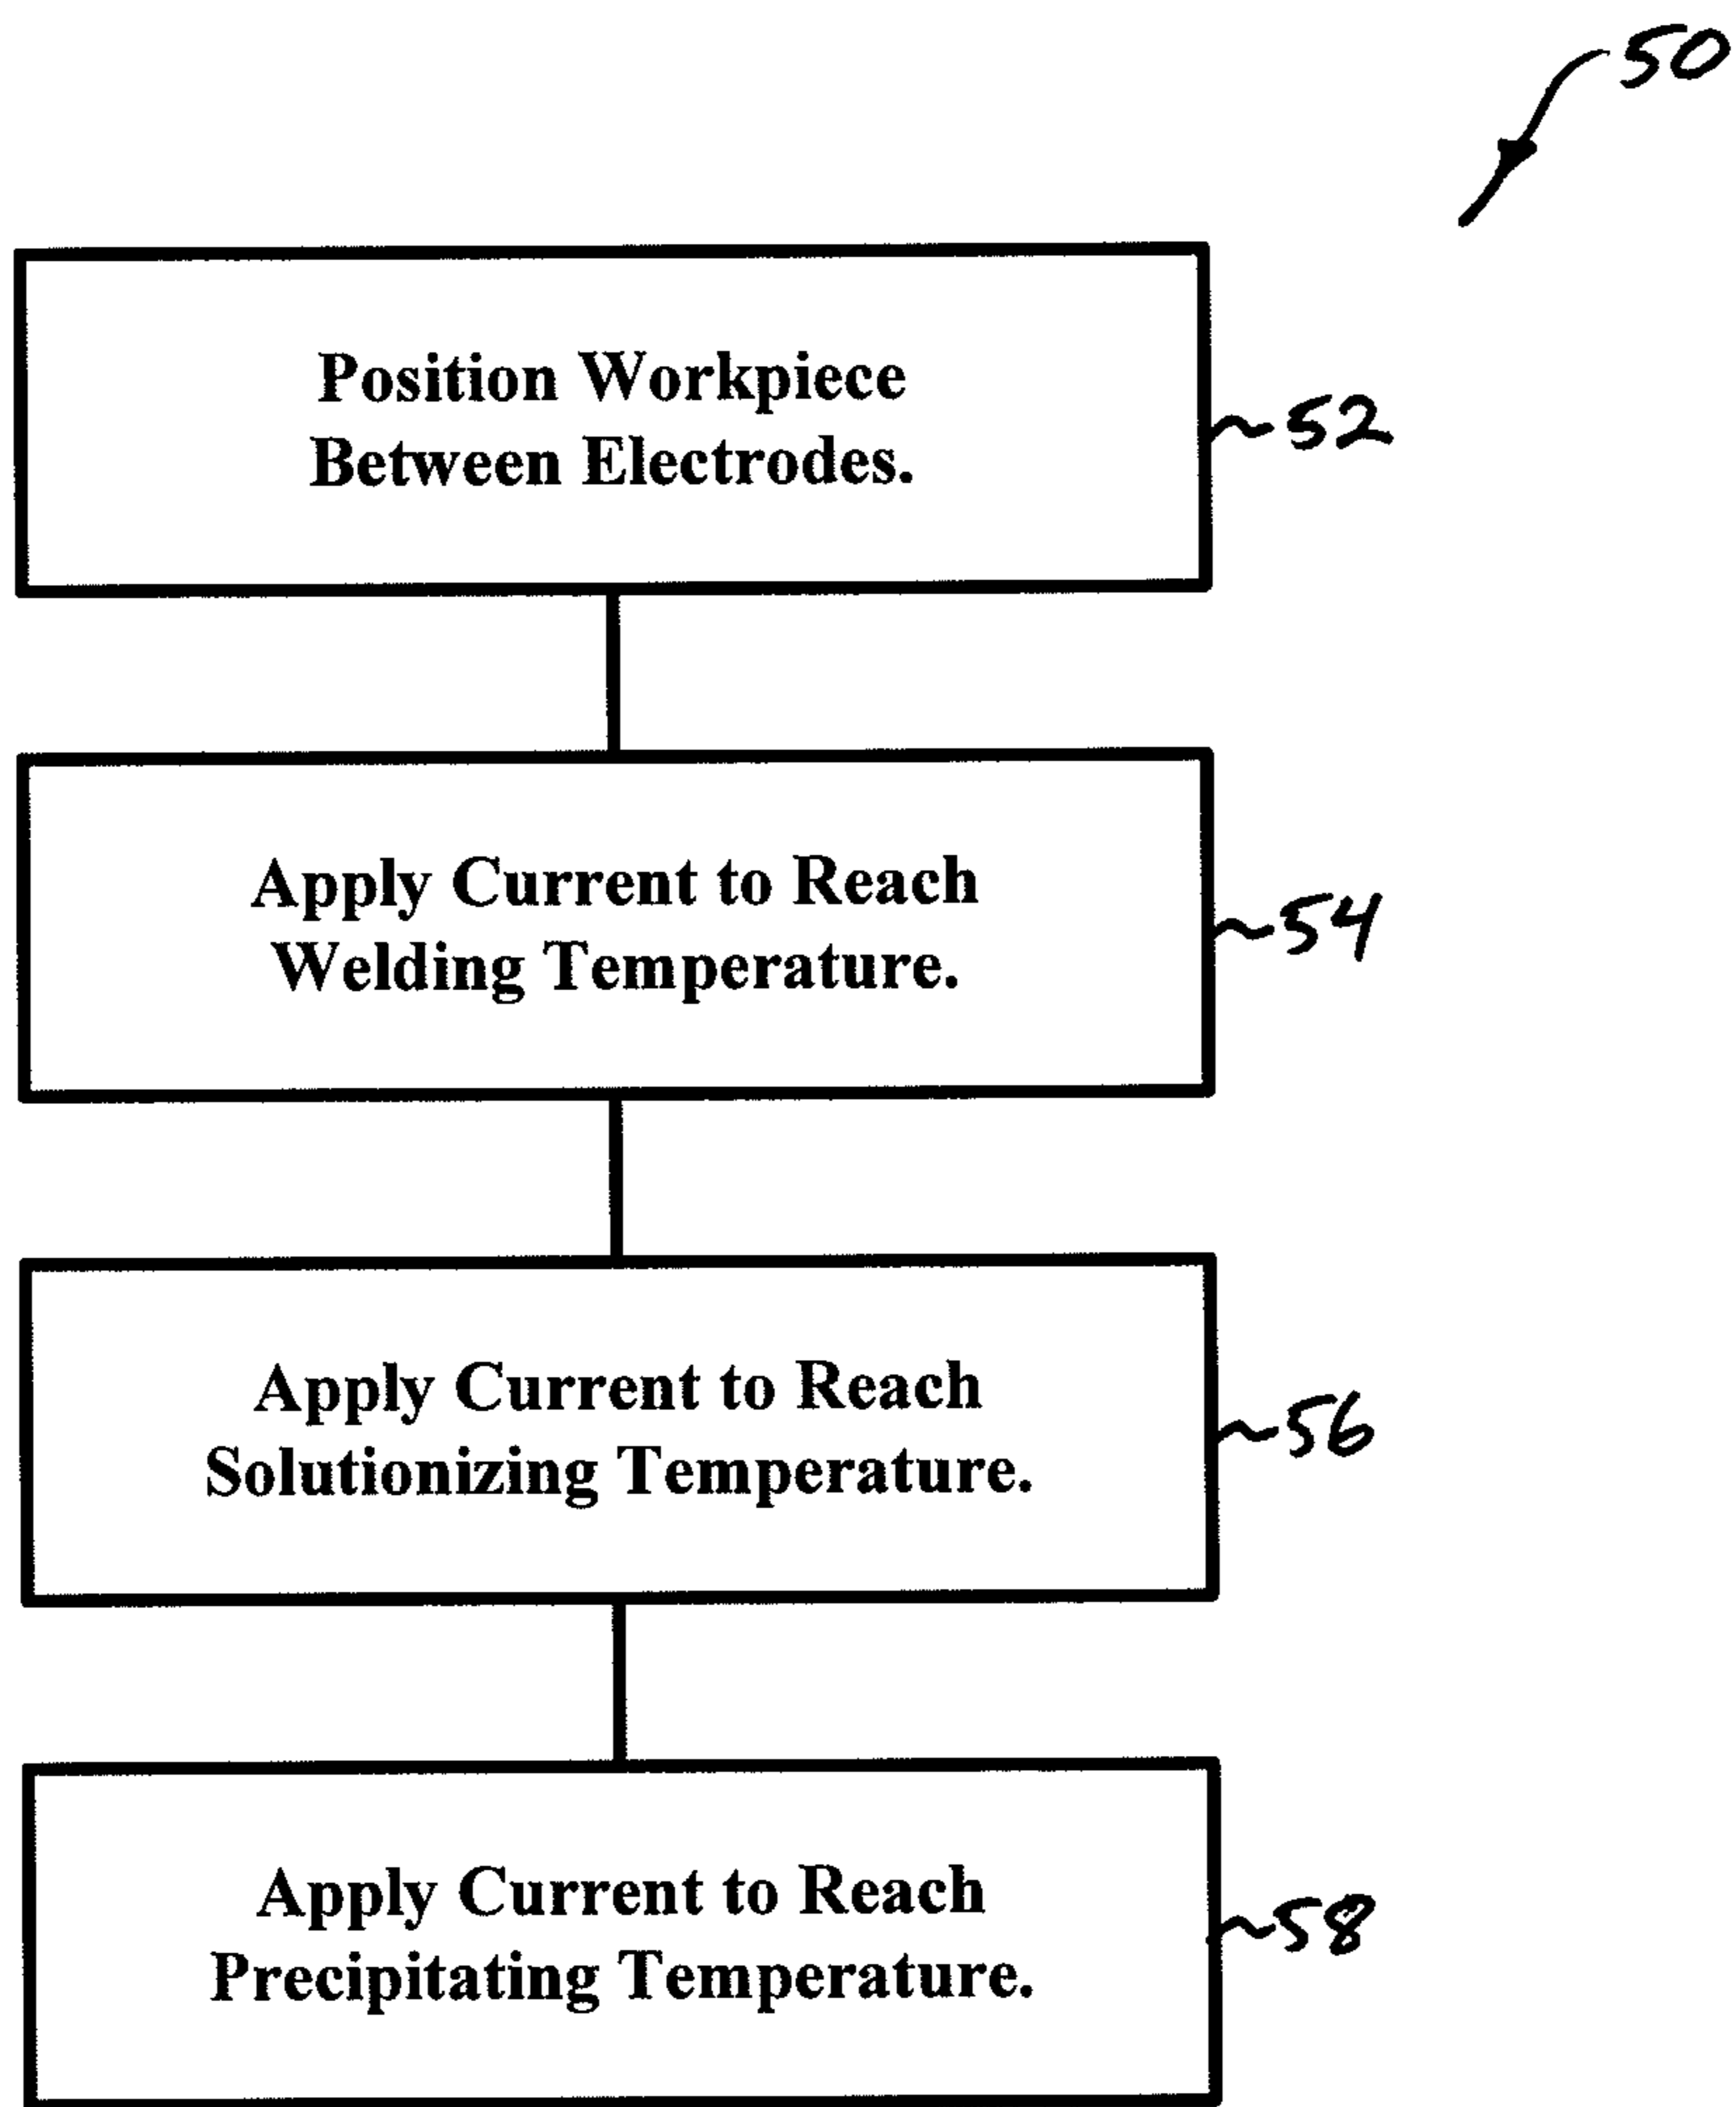 50
Position Workpiece
Between Electrodes.
52
Apply Current to Reach
Welding Temperature.
54
Apply Current to Reach
Solutionizing Temperature.
56
Apply Current to Reach
Precipitating Temperature.
58